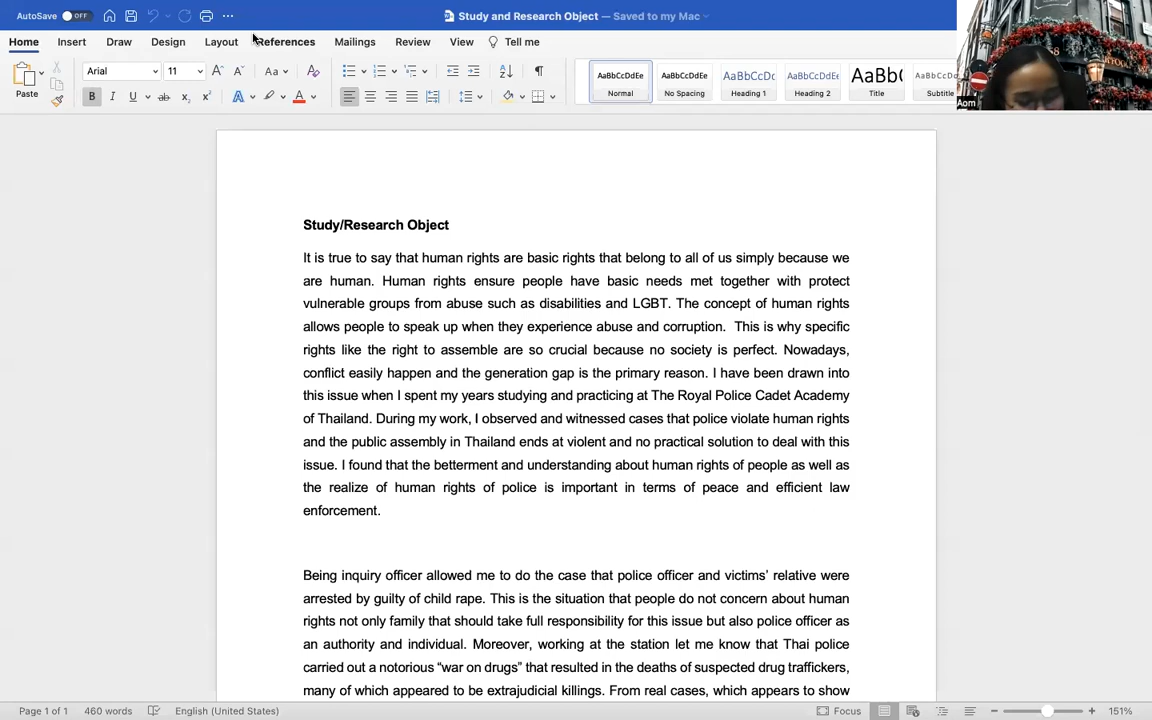 AutoSave OFF Study and Research Object — Saved to my Mac
Home Insert Draw Design Layout References Mailings Review View Tell me
Paste Arial 11 Aa
AaBbCcDdEe AaBbCcDdEe AaBbCcDc AaBbCcDdEe AaBb( AaBbCcDd
Normal No Spacing Heading 1 Heading 2 Title Subtitle
Aom
Study/Research Object
It is true to say that human rights are basic rights that belong to all of us simply because we
are human. Human rights ensure people have basic needs met together with protect
vulnerable groups from abuse such as disabilities and LGBT. The concept of human rights
allows people to speak up when they experience abuse and corruption. This is why specific
rights like the right to assemble are so crucial because no society is perfect. Nowadays,
conflict easily happen and the generation gap is the primary reason. I have been drawn into
this issue when I spent my years studying and practicing at The Royal Police Cadet Academy
of Thailand. During my work, I observed and witnessed cases that police violate human rights
and the public assembly in Thailand ends at violent and no practical solution to deal with this
issue. I found that the betterment and understanding about human rights of people as well as
the realize of human rights of police is important in terms of peace and efficient law
enforcement.
Being inquiry officer allowed me to do the case that police officer and victims' relative were
arrested by guilty of child rape. This is the situation that people do not concern about human
rights not only family that should take full responsibility for this issue but also police officer as
an authority and individual. Moreover, working at the station let me know that Thai police
carried out a notorious “war on drugs” that resulted in the deaths of suspected drug traffickers,
many of which appeared to be extrajudicial killings. From real cases, which appears to show
Page 1 of 1 460 words English (United States) Focus 151%